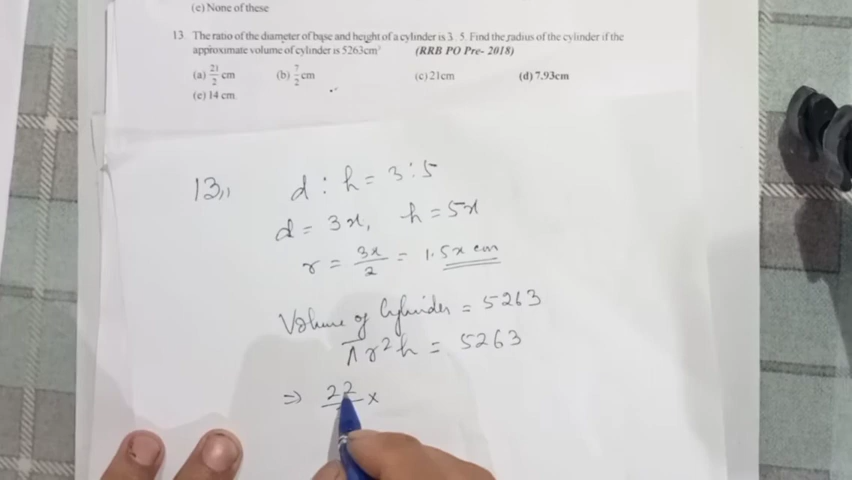 (e) None of these
13. The ratio of the diameter of base and height of a cylinder is 3 : 5. Find the radius of the cylinder if the
approximate volume of cylinder is 5263cm³ (RRB PO Pre- 2018)
(a) 21/2 cm (b) 7/2 cm (c) 21cm (d) 7.93cm
(e) 14 cm
13,, d : h = 3 : 5
d = 3x, h = 5x
r = 3x/2 = 1.5x cm
Volume of Cylinder = 5263
πr²h = 5263
⇒ 22 ×